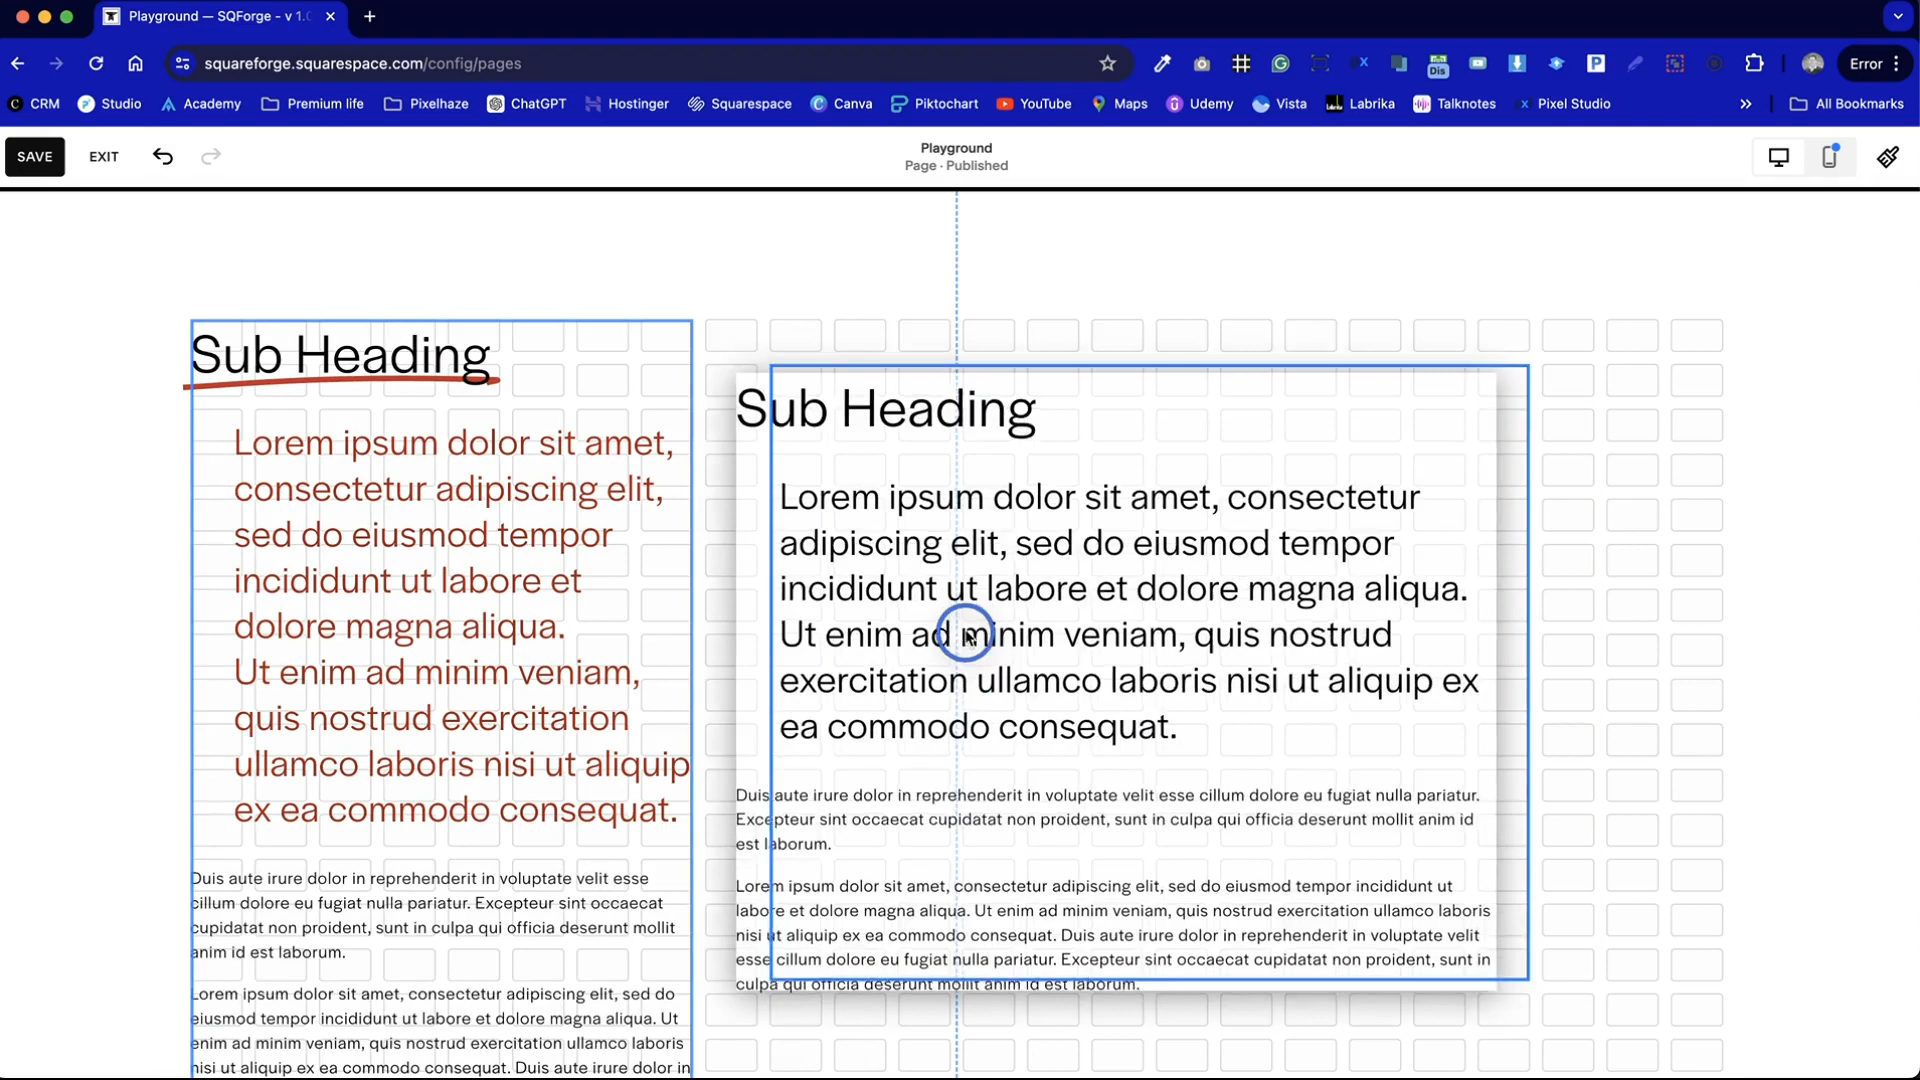 Playground — SQForge - v 1.0
squareforge.squarespace.com/config/pages
Error
CRM Studio Academy Premium life Pixelhaze ChatGPT Hostinger Squarespace Canva Piktochart YouTube Maps Udemy Vista Labrika Talknotes Pixel Studio » All Bookmarks
SAVE EXIT
Playground
Page · Published
Sub Heading
Lorem ipsum dolor sit amet,
consectetur adipiscing elit,
sed do eiusmod tempor
incididunt ut labore et
dolore magna aliqua.
Ut enim ad minim veniam,
quis nostrud exercitation
ullamco laboris nisi ut aliquip
ex ea commodo consequat.
Duis aute irure dolor in reprehenderit in voluptate velit esse
cillum dolore eu fugiat nulla pariatur. Excepteur sint occaecat
cupidatat non proident, sunt in culpa qui officia deserunt mollit
anim id est laborum.
Lorem ipsum dolor sit amet, consectetur adipiscing elit, sed do
eiusmod tempor incididunt ut labore et dolore magna aliqua. Ut
enim ad minim veniam, quis nostrud exercitation ullamco laboris
nisi ut aliquip ex ea commodo consequat. Duis aute irure dolor in
Sub Heading
Lorem ipsum dolor sit amet, consectetur
adipiscing elit, sed do eiusmod tempor
incididunt ut labore et dolore magna aliqua.
Ut enim ad minim veniam, quis nostrud
exercitation ullamco laboris nisi ut aliquip ex
ea commodo consequat.
Duis aute irure dolor in reprehenderit in voluptate velit esse cillum dolore eu fugiat nulla pariatur.
Excepteur sint occaecat cupidatat non proident, sunt in culpa qui officia deserunt mollit anim id
est laborum.
Lorem ipsum dolor sit amet, consectetur adipiscing elit, sed do eiusmod tempor incididunt ut
labore et dolore magna aliqua. Ut enim ad minim veniam, quis nostrud exercitation ullamco laboris
nisi ut aliquip ex ea commodo consequat. Duis aute irure dolor in reprehenderit in voluptate velit
esse cillum dolore eu fugiat nulla pariatur. Excepteur sint occaecat cupidatat non proident, sunt in
culpa qui officia deserunt mollit anim id est laborum.